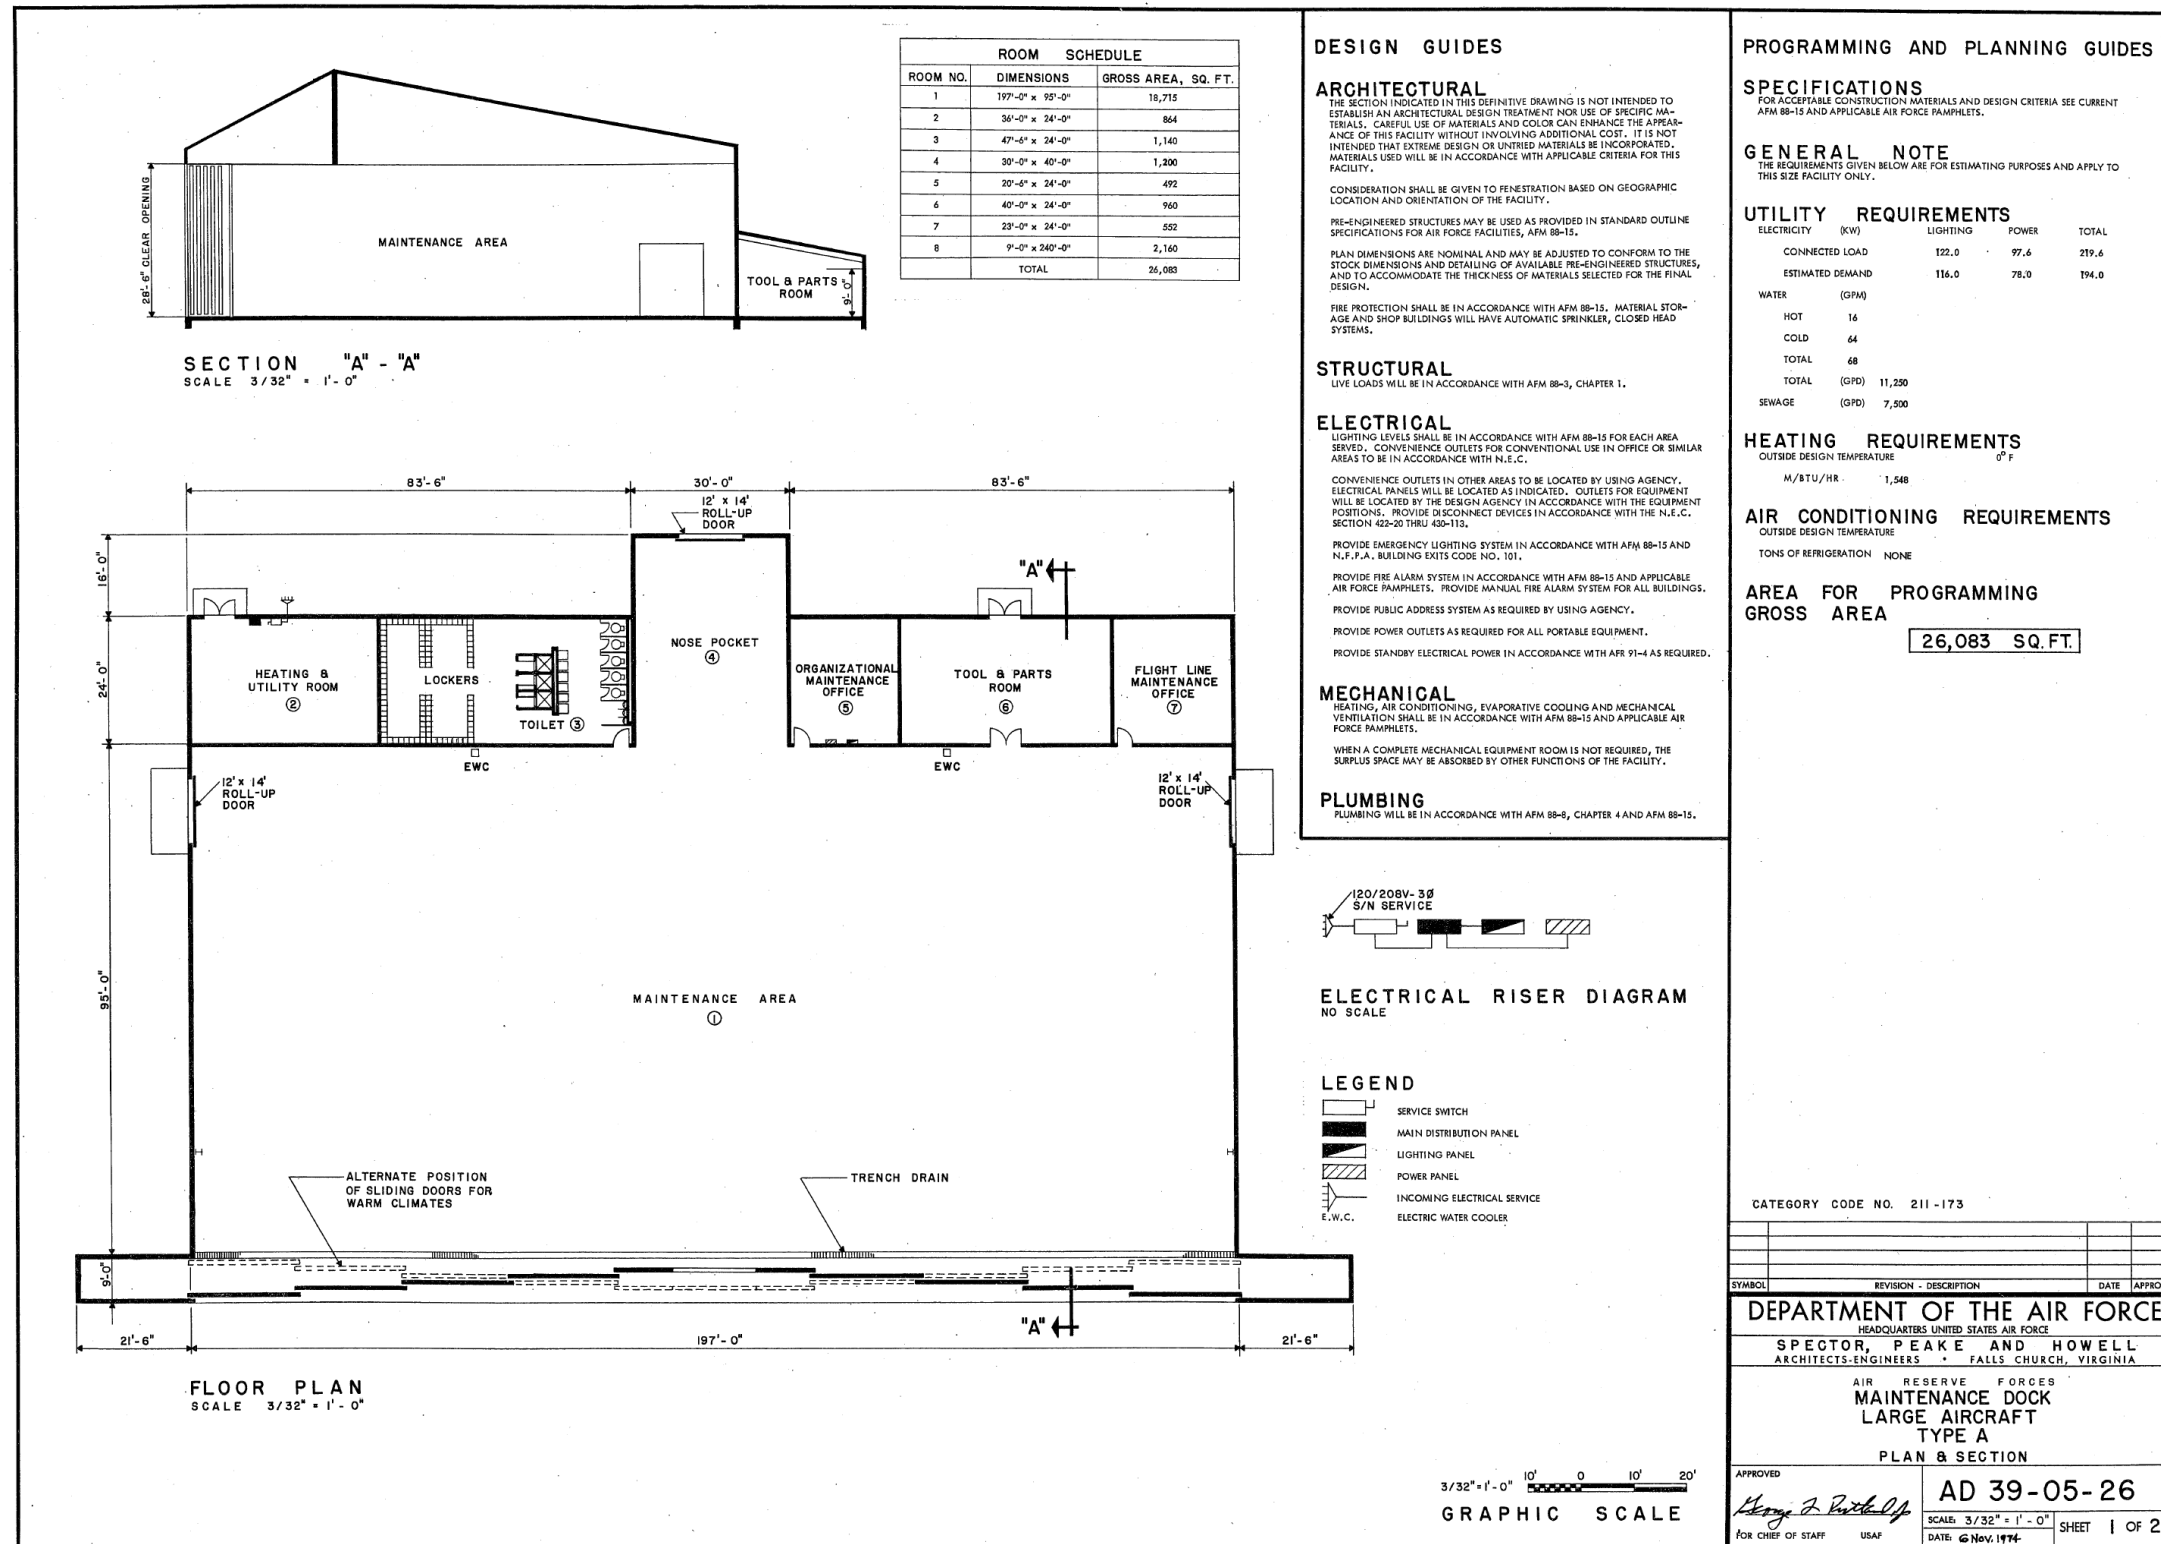 ROOM SCHEDULE
ROOM NO. DIMENSIONS GROSS AREA, SQ. FT.
1 197'-0" x 95'-0" 18,715
2 36'-0" x 24'-0" 864
3 47'-6" x 24'-0" 1,140
4 30'-0" x 40'-0" 1,200
5 20'-6" x 24'-0" 492
6 40'-0" x 24'-0" 960
7 23'-0" x 24'-0" 552
8 9'-0" x 240'-0" 2,160
TOTAL 26,083
28'-6" CLEAR OPENING
MAINTENANCE AREA
TOOL & PARTS
ROOM
9'-0"
SECTION "A" - "A"
SCALE 3/32" = 1'-0"
83'-6"
30'-0"
83'-6"
12' x 14'
ROLL-UP
DOOR
16'-0"
"A"
24'-0"
HEATING &
UTILITY ROOM
2
LOCKERS
TOILET 3
NOSE POCKET
4
ORGANIZATIONAL
MAINTENANCE
OFFICE
5
TOOL & PARTS
ROOM
6
FLIGHT LINE
MAINTENANCE
OFFICE
7
EWC
EWC
12' x 14'
ROLL-UP
DOOR
12' x 14'
ROLL-UP
DOOR
95'-0"
MAINTENANCE AREA
1
ALTERNATE POSITION
OF SLIDING DOORS FOR
WARM CLIMATES
TRENCH DRAIN
9'-0"
"A"
21'-6"
197'-0"
21'-6"
FLOOR PLAN
SCALE 3/32" = 1'-0"
3/32"=1'-0"
10' 0 10' 20'
GRAPHIC SCALE
DESIGN GUIDES
ARCHITECTURAL
THE SECTION INDICATED IN THIS DEFINITIVE DRAWING IS NOT INTENDED TO
ESTABLISH AN ARCHITECTURAL DESIGN TREATMENT NOR USE OF SPECIFIC MA-
TERIALS. CAREFUL USE OF MATERIALS AND COLOR CAN ENHANCE THE APPEAR-
ANCE OF THIS FACILITY WITHOUT INVOLVING ADDITIONAL COST. IT IS NOT
INTENDED THAT EXTREME DESIGN OR UNTRIED MATERIALS BE INCORPORATED.
MATERIALS USED WILL BE IN ACCORDANCE WITH APPLICABLE CRITERIA FOR THIS
FACILITY.
CONSIDERATION SHALL BE GIVEN TO FENESTRATION BASED ON GEOGRAPHIC
LOCATION AND ORIENTATION OF THE FACILITY.
PRE-ENGINEERED STRUCTURES MAY BE USED AS PROVIDED IN STANDARD OUTLINE
SPECIFICATIONS FOR AIR FORCE FACILITIES, AFM 88-15.
PLAN DIMENSIONS ARE NOMINAL AND MAY BE ADJUSTED TO CONFORM TO THE
STOCK DIMENSIONS AND DETAILING OF AVAILABLE PRE-ENGINEERED STRUCTURES,
AND TO ACCOMMODATE THE THICKNESS OF MATERIALS SELECTED FOR THE FINAL
DESIGN.
FIRE PROTECTION SHALL BE IN ACCORDANCE WITH AFM 88-15. MATERIAL STOR-
AGE AND SHOP BUILDINGS WILL HAVE AUTOMATIC SPRINKLER, CLOSED HEAD
SYSTEMS.
STRUCTURAL
LIVE LOADS WILL BE IN ACCORDANCE WITH AFM 88-3, CHAPTER 1.
ELECTRICAL
LIGHTING LEVELS SHALL BE IN ACCORDANCE WITH AFM 88-15 FOR EACH AREA
SERVED. CONVENIENCE OUTLETS FOR CONVENTIONAL USE IN OFFICE OR SIMILAR
AREAS TO BE IN ACCORDANCE WITH N.E.C.
CONVENIENCE OUTLETS IN OTHER AREAS TO BE LOCATED BY USING AGENCY.
ELECTRICAL PANELS WILL BE LOCATED AS INDICATED. OUTLETS FOR EQUIPMENT
WILL BE LOCATED BY THE DESIGN AGENCY IN ACCORDANCE WITH THE EQUIPMENT
POSITIONS. PROVIDE DISCONNECT DEVICES IN ACCORDANCE WITH THE N.E.C.
SECTION 422-20 THRU 430-113.
PROVIDE EMERGENCY LIGHTING SYSTEM IN ACCORDANCE WITH AFM 88-15 AND
N.F.P.A. BUILDING EXITS CODE NO. 101.
PROVIDE FIRE ALARM SYSTEM IN ACCORDANCE WITH AFM 88-15 AND APPLICABLE
AIR FORCE PAMPHLETS. PROVIDE MANUAL FIRE ALARM SYSTEM FOR ALL BUILDINGS.
PROVIDE PUBLIC ADDRESS SYSTEM AS REQUIRED BY USING AGENCY.
PROVIDE POWER OUTLETS AS REQUIRED FOR ALL PORTABLE EQUIPMENT.
PROVIDE STANDBY ELECTRICAL POWER IN ACCORDANCE WITH AFR 91-4 AS REQUIRED.
MECHANICAL
HEATING, AIR CONDITIONING, EVAPORATIVE COOLING AND MECHANICAL
VENTILATION SHALL BE IN ACCORDANCE WITH AFM 88-15 AND APPLICABLE AIR
FORCE PAMPHLETS.
WHEN A COMPLETE MECHANICAL EQUIPMENT ROOM IS NOT REQUIRED, THE
SURPLUS SPACE MAY BE ABSORBED BY OTHER FUNCTIONS OF THE FACILITY.
PLUMBING
PLUMBING WILL BE IN ACCORDANCE WITH AFM 88-8, CHAPTER 4 AND AFM 88-15.
120/208V-3Ø
S/N SERVICE
ELECTRICAL RISER DIAGRAM
NO SCALE
LEGEND
SERVICE SWITCH
MAIN DISTRIBUTION PANEL
LIGHTING PANEL
POWER PANEL
INCOMING ELECTRICAL SERVICE
E.W.C. ELECTRIC WATER COOLER
PROGRAMMING AND PLANNING GUIDES
SPECIFICATIONS
FOR ACCEPTABLE CONSTRUCTION MATERIALS AND DESIGN CRITERIA SEE CURRENT
AFM 88-15 AND APPLICABLE AIR FORCE PAMPHLETS.
GENERAL NOTE
THE REQUIREMENTS GIVEN BELOW ARE FOR ESTIMATING PURPOSES AND APPLY TO
THIS SIZE FACILITY ONLY.
UTILITY REQUIREMENTS
ELECTRICITY (KW) LIGHTING POWER TOTAL
CONNECTED LOAD 122.0 97.6 219.6
ESTIMATED DEMAND 116.0 78.0 194.0
WATER (GPM)
HOT 16
COLD 64
TOTAL 68
TOTAL (GPD) 11,250
SEWAGE (GPD) 7,500
HEATING REQUIREMENTS
OUTSIDE DESIGN TEMPERATURE 0° F
M/BTU/HR 1,548
AIR CONDITIONING REQUIREMENTS
OUTSIDE DESIGN TEMPERATURE
TONS OF REFRIGERATION NONE
AREA FOR PROGRAMMING
GROSS AREA
26,083 SQ.FT.
CATEGORY CODE NO. 211-173
SYMBOL REVISION - DESCRIPTION DATE APPRO
DEPARTMENT OF THE AIR FORCE
HEADQUARTERS UNITED STATES AIR FORCE
SPECTOR, PEAKE AND HOWELL
ARCHITECTS-ENGINEERS • FALLS CHURCH, VIRGINIA
AIR RESERVE FORCES
MAINTENANCE DOCK
LARGE AIRCRAFT
TYPE A
PLAN & SECTION
APPROVED
FOR CHIEF OF STAFF USAF
AD 39-05-26
SCALE: 3/32" = 1'-0"
DATE: 6 Nov. 1974
SHEET 1 OF 2